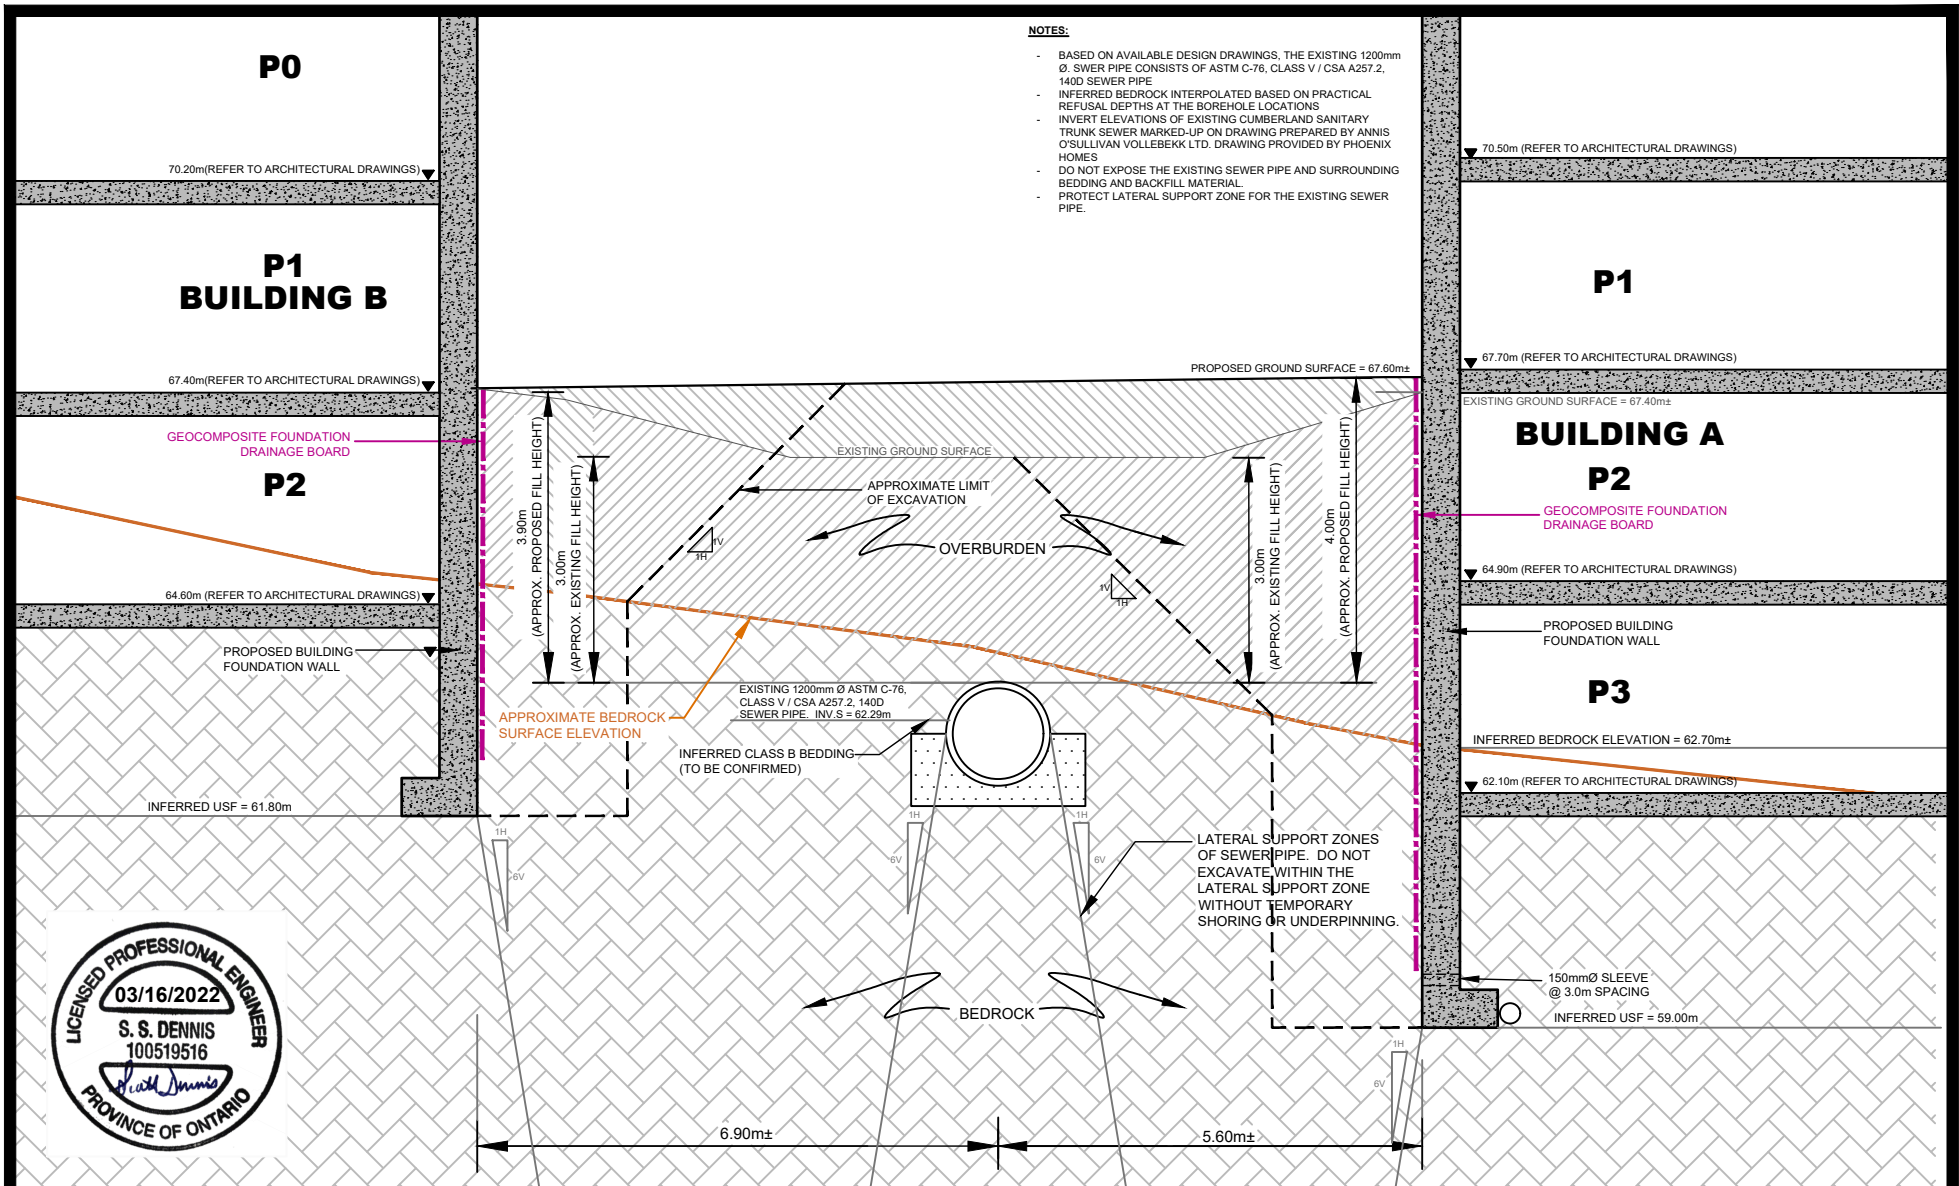 NOTES:
- BASED ON AVAILABLE DESIGN DRAWINGS, THE EXISTING 1200mm
Ø. SWER PIPE CONSISTS OF ASTM C-76, CLASS V / CSA A257.2,
140D SEWER PIPE
- INFERRED BEDROCK INTERPOLATED BASED ON PRACTICAL
REFUSAL DEPTHS AT THE BOREHOLE LOCATIONS
- INVERT ELEVATIONS OF EXISTING CUMBERLAND SANITARY
TRUNK SEWER MARKED-UP ON DRAWING PREPARED BY ANNIS
O'SULLIVAN VOLLEBEKK LTD. DRAWING PROVIDED BY PHOENIX
HOMES
- DO NOT EXPOSE THE EXISTING SEWER PIPE AND SURROUNDING
BEDDING AND BACKFILL MATERIAL.
- PROTECT LATERAL SUPPORT ZONE FOR THE EXISTING SEWER
PIPE.
P0
70.20m(REFER TO ARCHITECTURAL DRAWINGS)
P1
BUILDING B
67.40m(REFER TO ARCHITECTURAL DRAWINGS)
GEOCOMPOSITE FOUNDATION
DRAINAGE BOARD
P2
64.60m (REFER TO ARCHITECTURAL DRAWINGS)
PROPOSED BUILDING
FOUNDATION WALL
INFERRED USF = 61.80m
70.50m (REFER TO ARCHITECTURAL DRAWINGS)
P1
67.70m (REFER TO ARCHITECTURAL DRAWINGS)
PROPOSED GROUND SURFACE = 67.60m±
EXISTING GROUND SURFACE = 67.40m±
BUILDING A
P2
GEOCOMPOSITE FOUNDATION
DRAINAGE BOARD
64.90m (REFER TO ARCHITECTURAL DRAWINGS)
PROPOSED BUILDING
FOUNDATION WALL
P3
INFERRED BEDROCK ELEVATION = 62.70m±
62.10m (REFER TO ARCHITECTURAL DRAWINGS)
150mmØ SLEEVE
@ 3.0m SPACING
INFERRED USF = 59.00m
EXISTING GROUND SURFACE
APPROXIMATE LIMIT
OF EXCAVATION
OVERBURDEN
3.90m
(APPROX. PROPOSED FILL HEIGHT)
3.00m
(APPROX. EXISTING FILL HEIGHT)
1V
1H
1V
1H
3.00m
(APPROX. EXISTING FILL HEIGHT)
4.00m
(APPROX. PROPOSED FILL HEIGHT)
EXISTING 1200mm Ø ASTM C-76,
CLASS V / CSA A257.2, 140D
SEWER PIPE. INV.S = 62.29m
APPROXIMATE BEDROCK
SURFACE ELEVATION
INFERRED CLASS B BEDDING
(TO BE CONFIRMED)
1H
6V
1H
6V
1H
6V
LATERAL SUPPORT ZONES
OF SEWER PIPE. DO NOT
EXCAVATE WITHIN THE
LATERAL SUPPORT ZONE
WITHOUT TEMPORARY
SHORING OR UNDERPINNING.
BEDROCK
1H
6V
6.90m±
5.60m±
LICENSED PROFESSIONAL ENGINEER
03/16/2022
S. S. DENNIS
100519516
Scott Dennis
PROVINCE OF ONTARIO